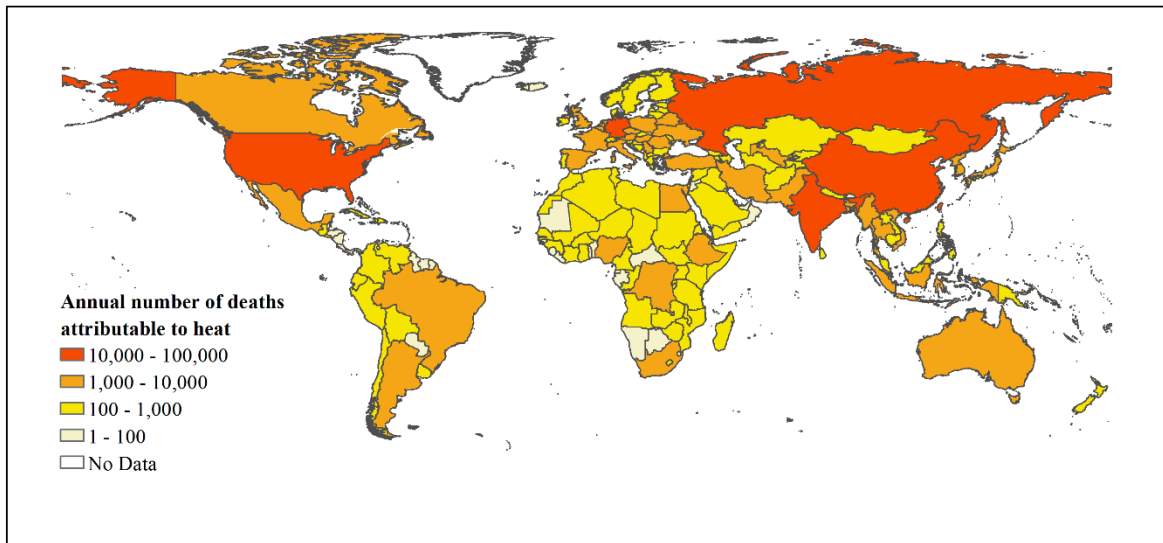 Annual number of deaths
attributable to heat
10,000 - 100,000
1,000 - 10,000
100 - 1,000
1 - 100
No Data